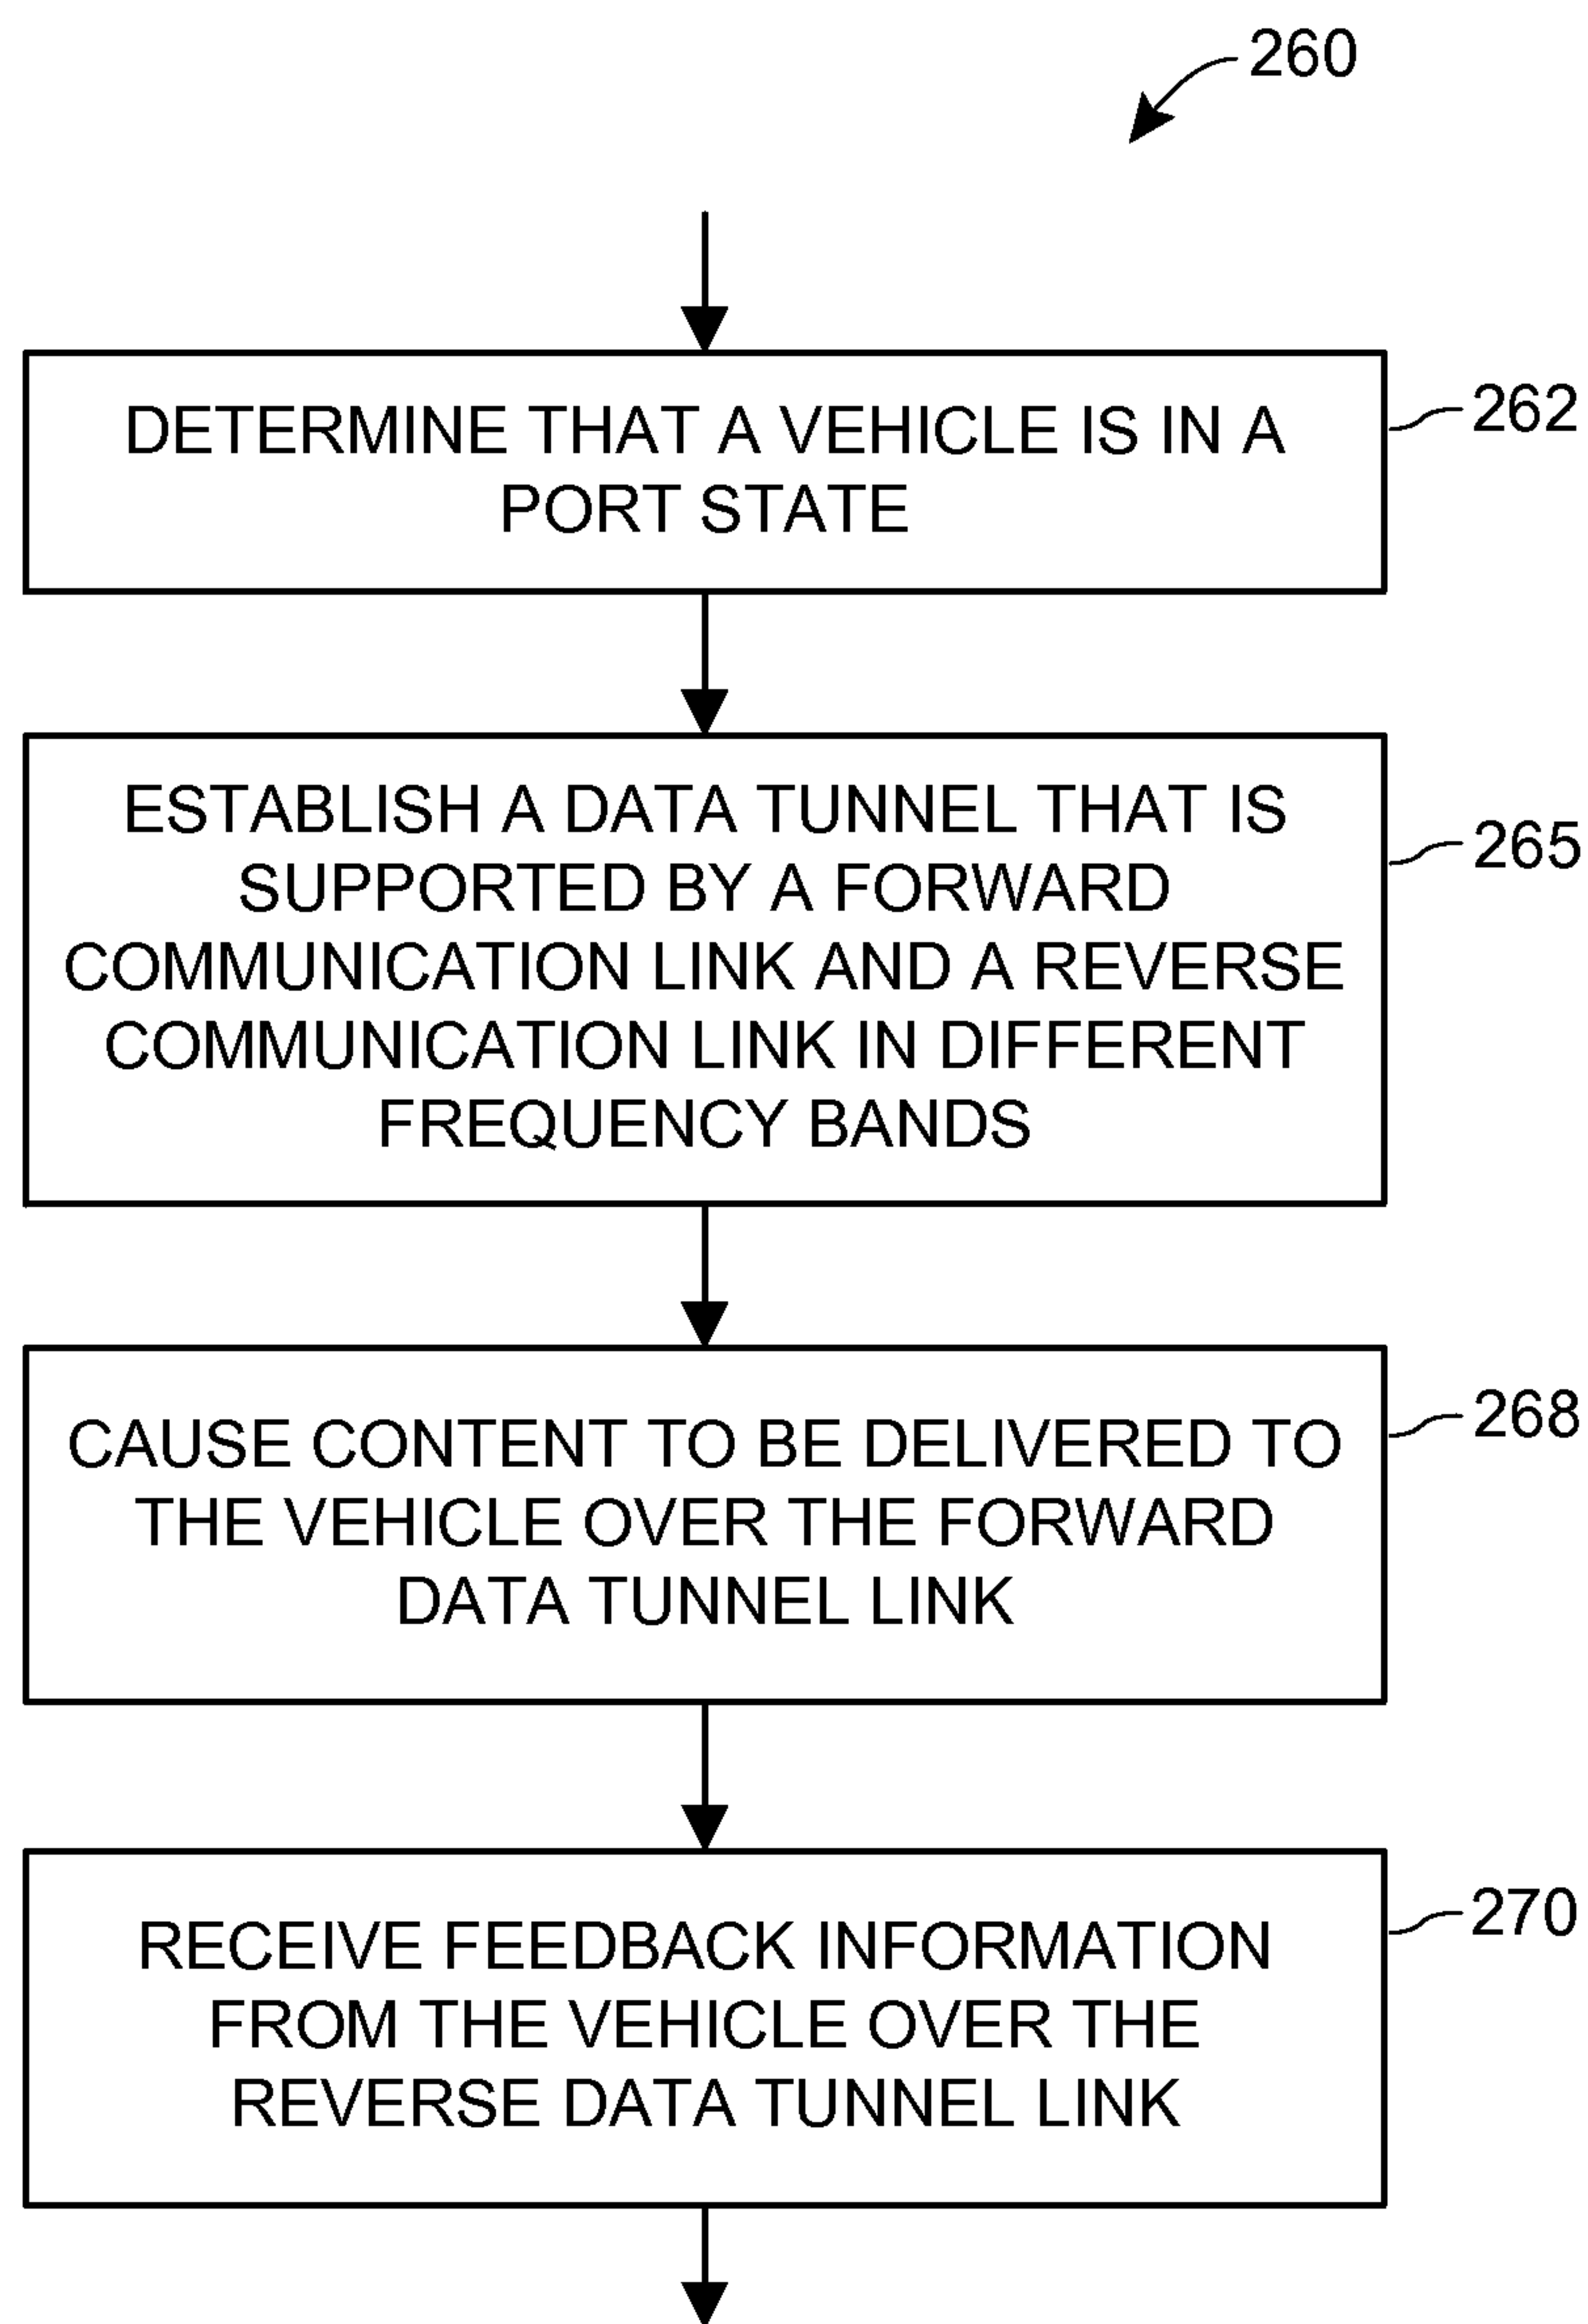 260
DETERMINE THAT A VEHICLE IS IN A
PORT STATE
262
ESTABLISH A DATA TUNNEL THAT IS
SUPPORTED BY A FORWARD
COMMUNICATION LINK AND A REVERSE
COMMUNICATION LINK IN DIFFERENT
FREQUENCY BANDS
265
CAUSE CONTENT TO BE DELIVERED TO
THE VEHICLE OVER THE FORWARD
DATA TUNNEL LINK
268
RECEIVE FEEDBACK INFORMATION
FROM THE VEHICLE OVER THE
REVERSE DATA TUNNEL LINK
270